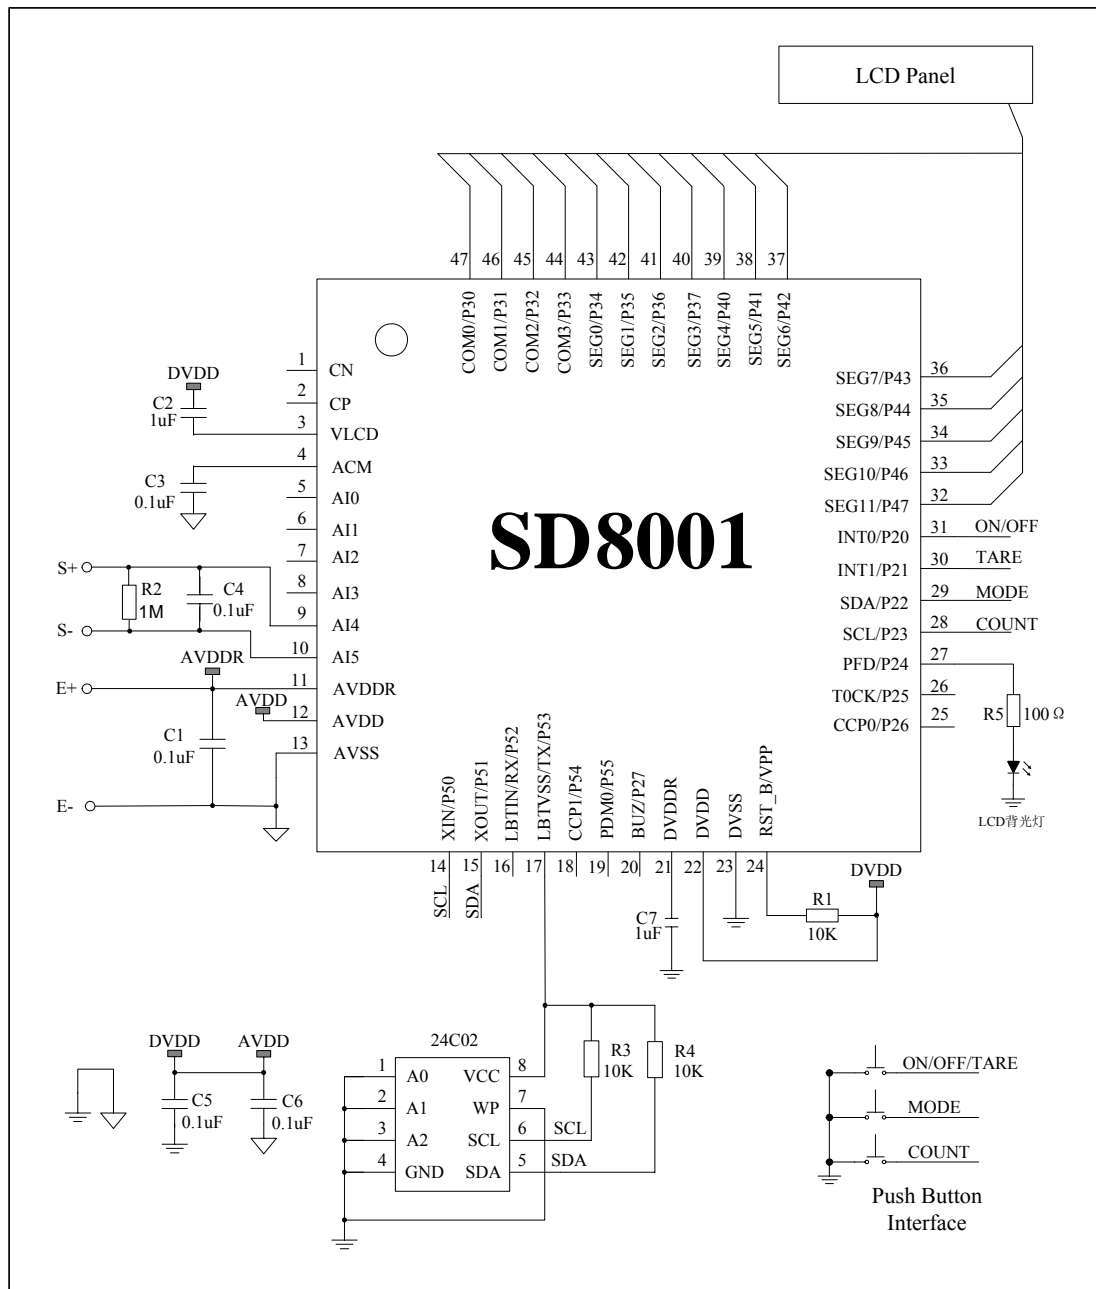 LCD Panel
47 46 45 44 43 42 41 40 39 38 37
COM0/P30
COM1/P31
COM2/P32
COM3/P33
SEG0/P34
SEG1/P35
SEG2/P36
SEG3/P37
SEG4/P40
SEG5/P41
SEG6/P42
DVDD
C2
1uF
C3
0.1uF
S+
R2
1M
C4
0.1uF
S-
AVDDR
E+
AVDD
C1
0.1uF
E-
1 CN
2 CP
3 VLCD
4 ACM
5 AI0
6 AI1
7 AI2
8 AI3
9 AI4
10 AI5
11 AVDDR
12 AVDD
13 AVSS
SD8001
SEG7/P43 36
SEG8/P44 35
SEG9/P45 34
SEG10/P46 33
SEG11/P47 32
INT0/P20 31 ON/OFF
INT1/P21 30 TARE
SDA/P22 29 MODE
SCL/P23 28 COUNT
PFD/P24 27
T0CK/P25 26
CCP0/P26 25
R5 100Ω
LCD背光灯
XIN/P50
XOUT/P51
LBTIN/RX/P52
LBTVSS/TX/P53
CCP1/P54
PDM0/P55
BUZ/P27
DVDDR
DVDD
DVSS
RST_B/VPP
14 15 16 17 18 19 20 21 22 23 24
SCL
SDA
C7
1uF
R1
10K
DVDD
DVDD
AVDD
C5
0.1uF
C6
0.1uF
24C02
1 A0 VCC 8
2 A1 WP 7
3 A2 SCL 6 SCL
4 GND SDA 5 SDA
R3
10K
R4
10K
ON/OFF/TARE
MODE
COUNT
Push Button
Interface